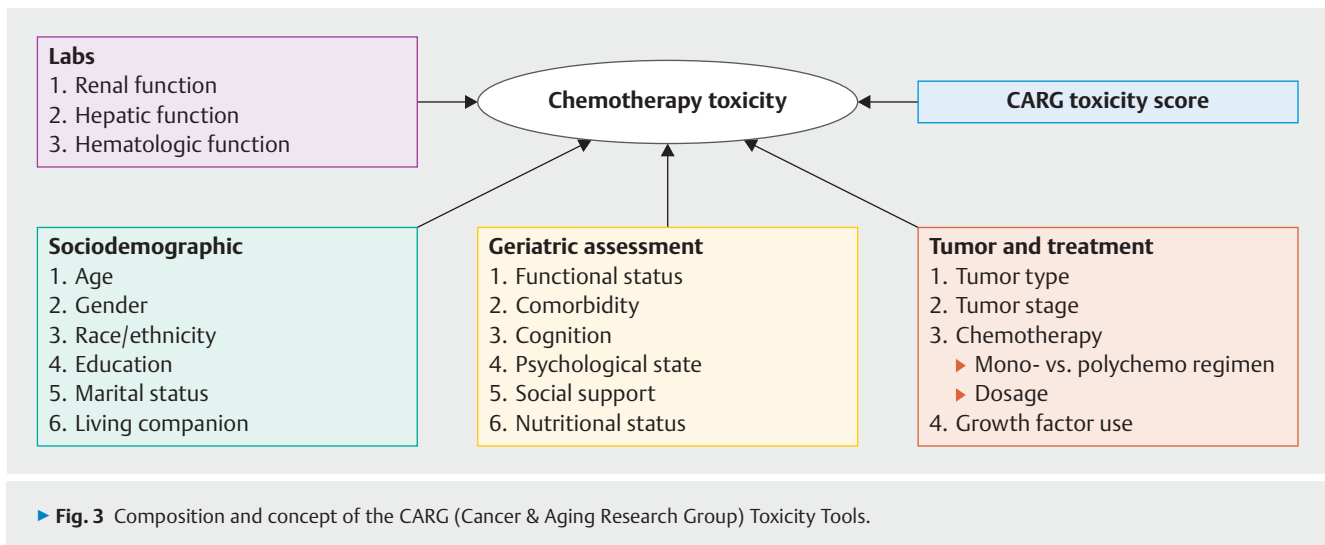 Labs
1. Renal function
2. Hepatic function
3. Hematologic function
Chemotherapy toxicity
CARG toxicity score
Sociodemographic
1. Age
2. Gender
3. Race/ethnicity
4. Education
5. Marital status
6. Living companion
Geriatric assessment
1. Functional status
2. Comorbidity
3. Cognition
4. Psychological state
5. Social support
6. Nutritional status
Tumor and treatment
1. Tumor type
2. Tumor stage
3. Chemotherapy
▶ Mono- vs. polychemo regimen
▶ Dosage
4. Growth factor use
▶ Fig. 3 Composition and concept of the CARG (Cancer & Aging Research Group) Toxicity Tools.